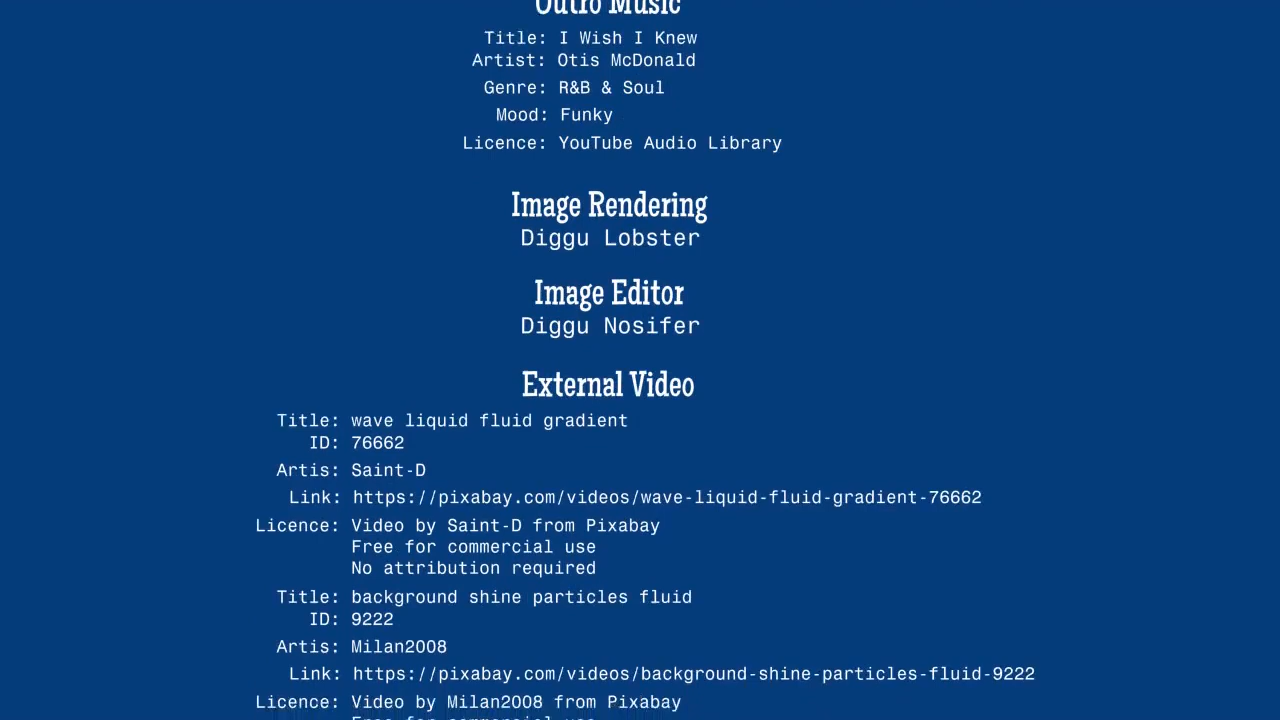 Outro Music
Title: I Wish I Knew
Artist: Otis McDonald
Genre: R&B & Soul
Mood: Funky
Licence: YouTube Audio Library
Image Rendering
Diggu Lobster
Image Editor
Diggu Nosifer
External Video
Title: wave liquid fluid gradient
ID: 76662
Artis: Saint-D
Link: https://pixabay.com/videos/wave-liquid-fluid-gradient-76662
Licence: Video by Saint-D from Pixabay
Free for commercial use
No attribution required
Title: background shine particles fluid
ID: 9222
Artis: Milan2008
Link: https://pixabay.com/videos/background-shine-particles-fluid-9222
Licence: Video by Milan2008 from Pixabay
Free for commercial use